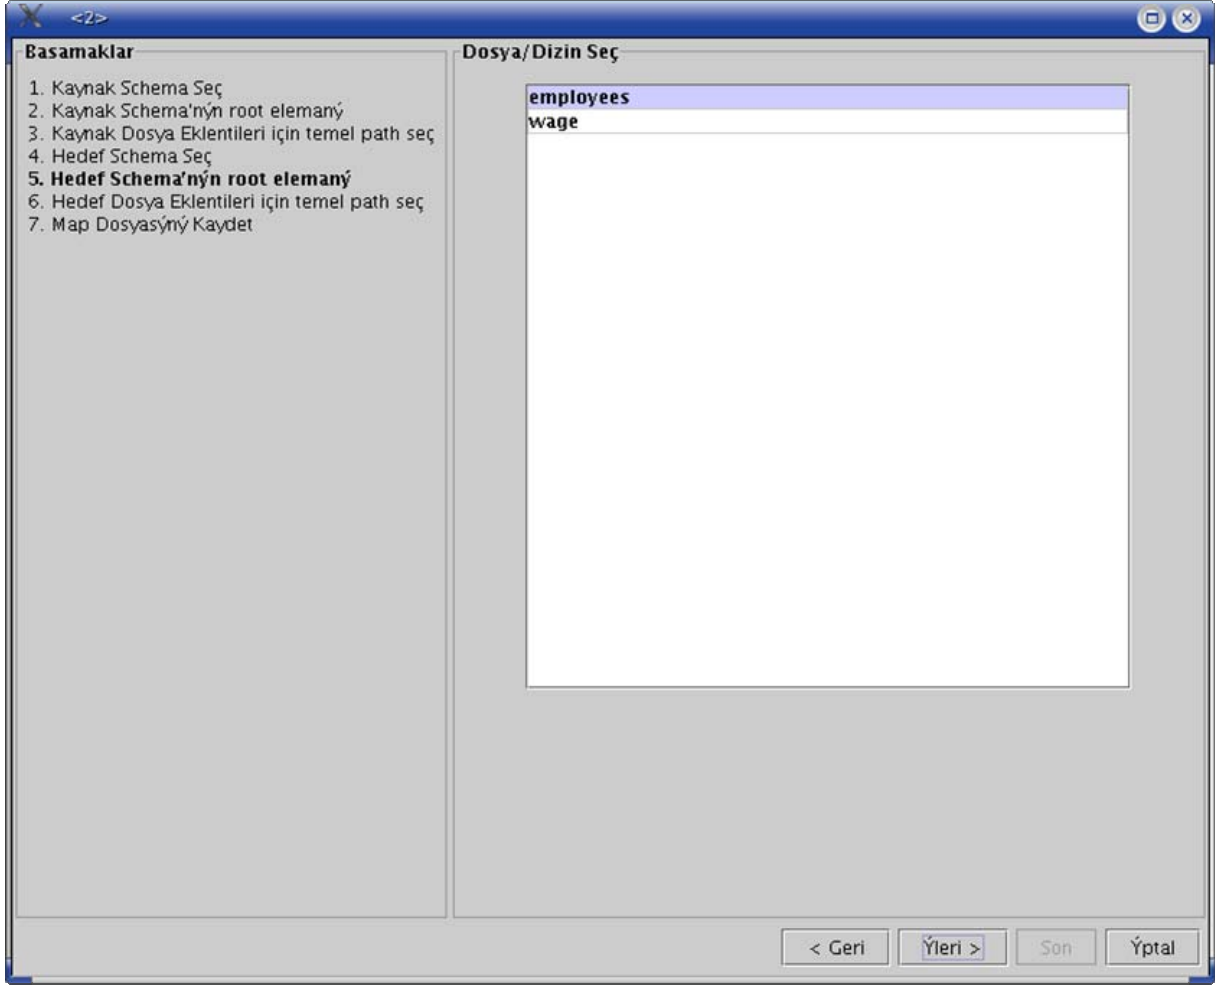 <2>
Basamaklar
1. Kaynak Schema Seç
2. Kaynak Schema'nýn root elemaný
3. Kaynak Dosya Eklentileri için temel path seç
4. Hedef Schema Seç
5. Hedef Schema'nýn root elemaný
6. Hedef Dosya Eklentileri için temel path seç
7. Map Dosyasýný Kaydet
Dosya/Dizin Seç
employees
wage
< Geri
Ýleri >
Son
Ýptal